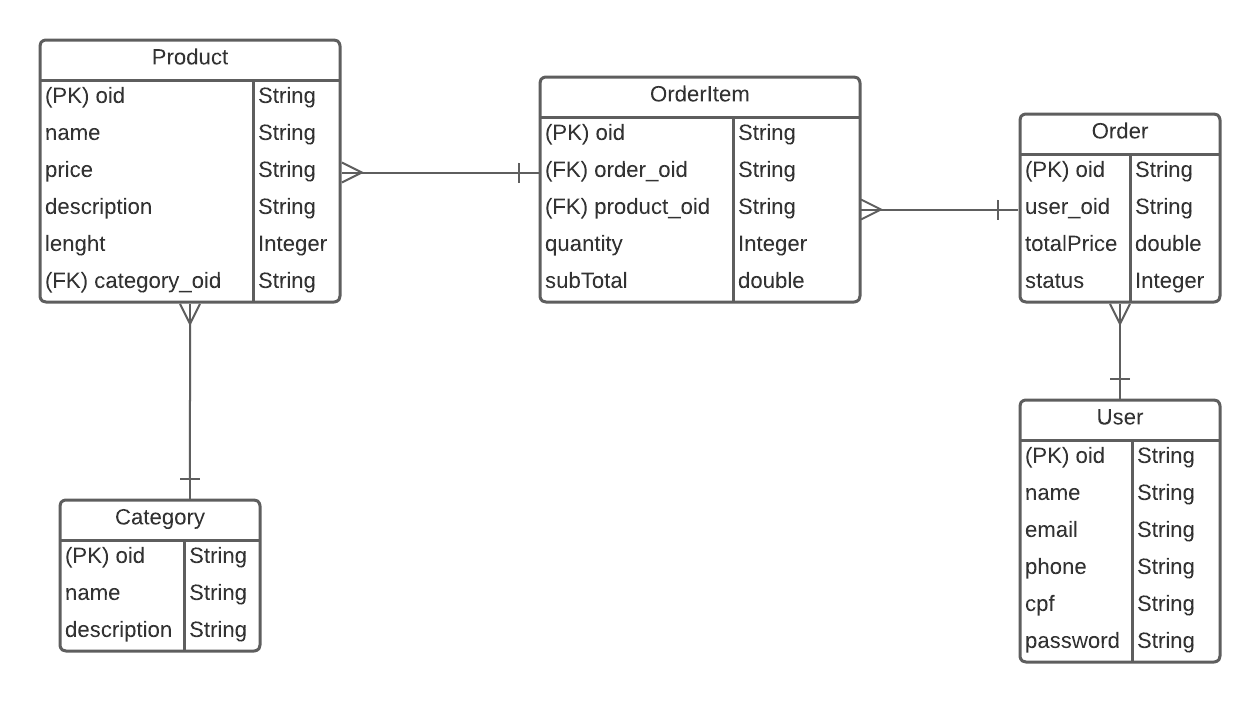 Product
(PK) oid String
name String
price String
description String
lenght Integer
(FK) category_oid String
OrderItem
(PK) oid String
(FK) order_oid String
(FK) product_oid String
quantity Integer
subTotal double
Order
(PK) oid String
user_oid String
totalPrice double
status Integer
Category
(PK) oid String
name String
description String
User
(PK) oid String
name String
email String
phone String
cpf String
password String